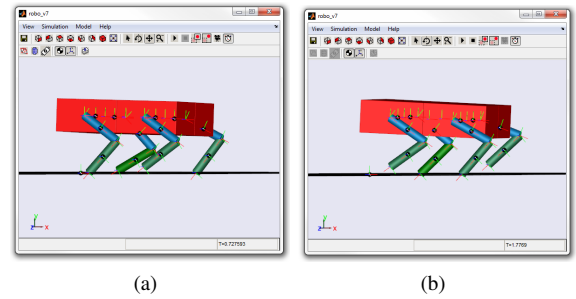 robo_v7
View Simulation Model Help
y
z x
T=0.727593
(a)
robo_v7
View Simulation Model Help
y
z x
T=1.7769
(b)